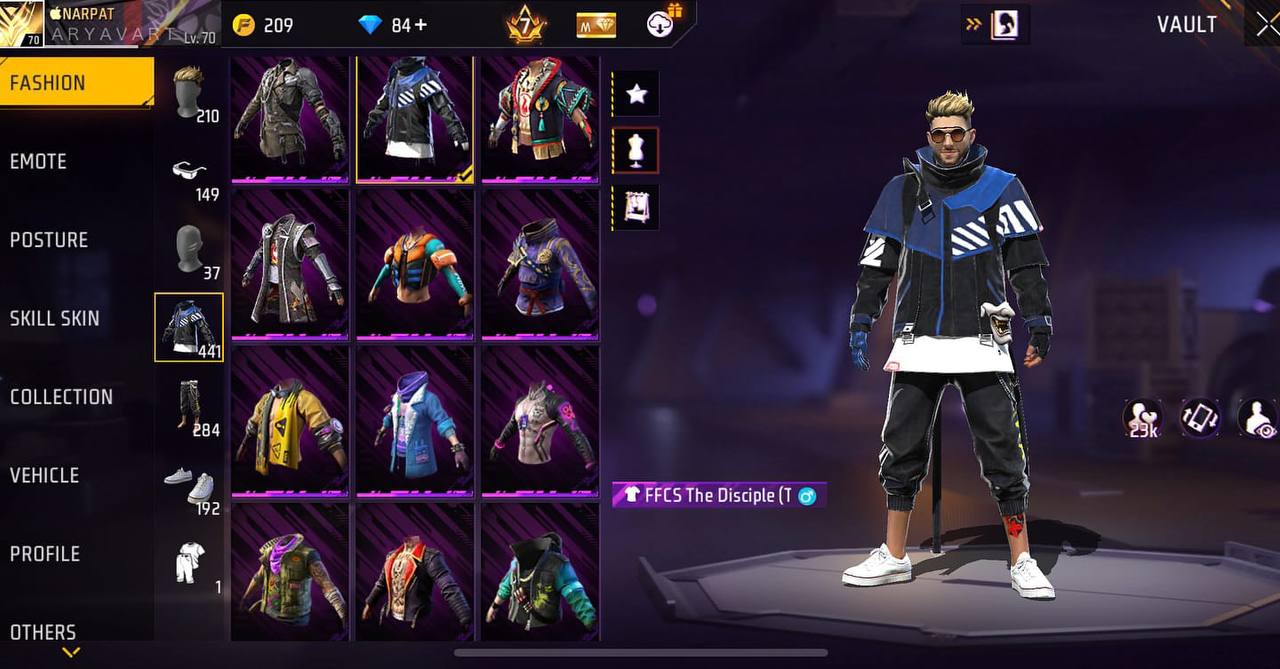 NARPAT
70
ARYAVART
Lv.70
209
84+
7
M
VAULT
FASHION
EMOTE
POSTURE
SKILL SKIN
COLLECTION
VEHICLE
PROFILE
OTHERS
210
149
37
441
284
192
1
FFCS The Disciple (T
23k